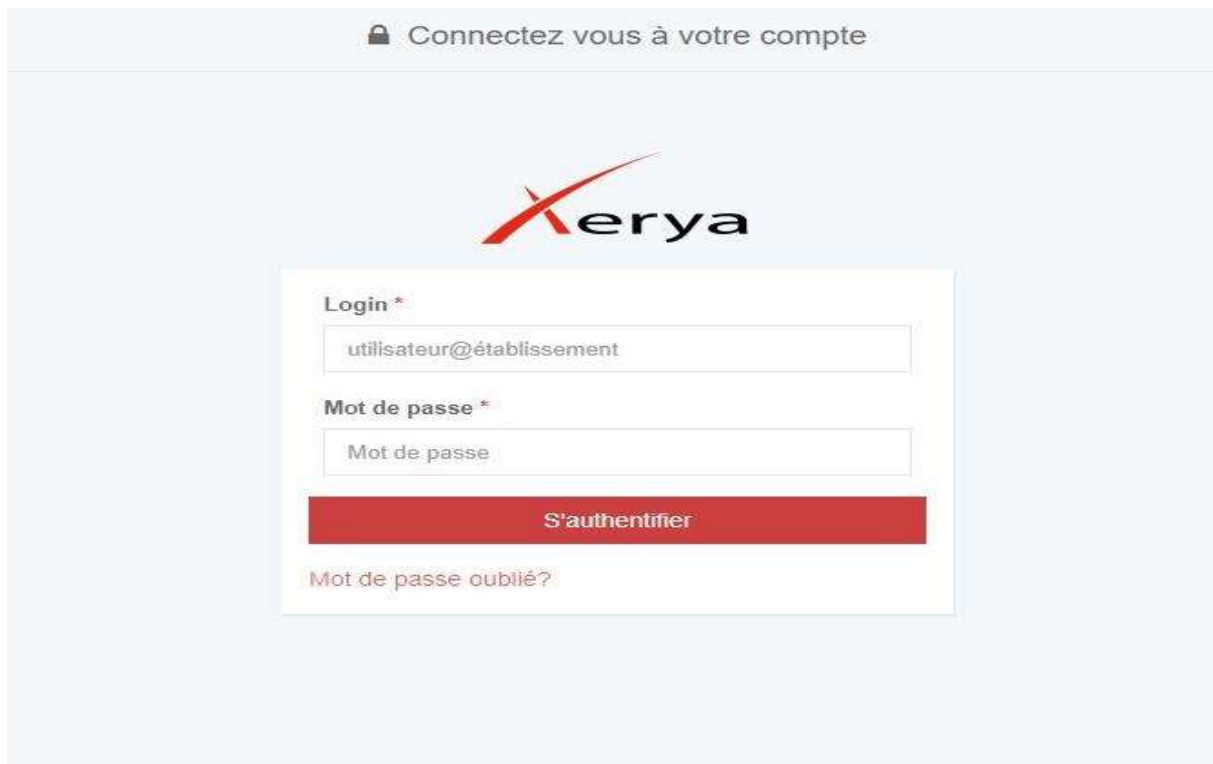 Connectez vous à votre compte
Xerya
Login *
utilisateur@établissement
Mot de passe *
Mot de passe
S'authentifier
Mot de passe oublié?